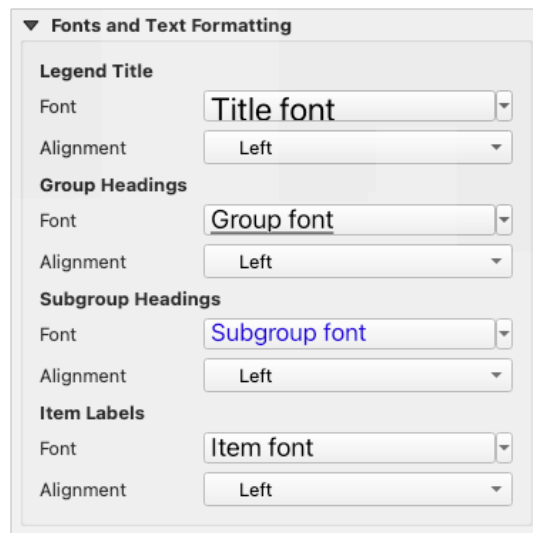 Fonts and Text Formatting
Legend Title
Font Title font
Alignment Left
Group Headings
Font Group font
Alignment Left
Subgroup Headings
Font Subgroup font
Alignment Left
Item Labels
Font Item font
Alignment Left